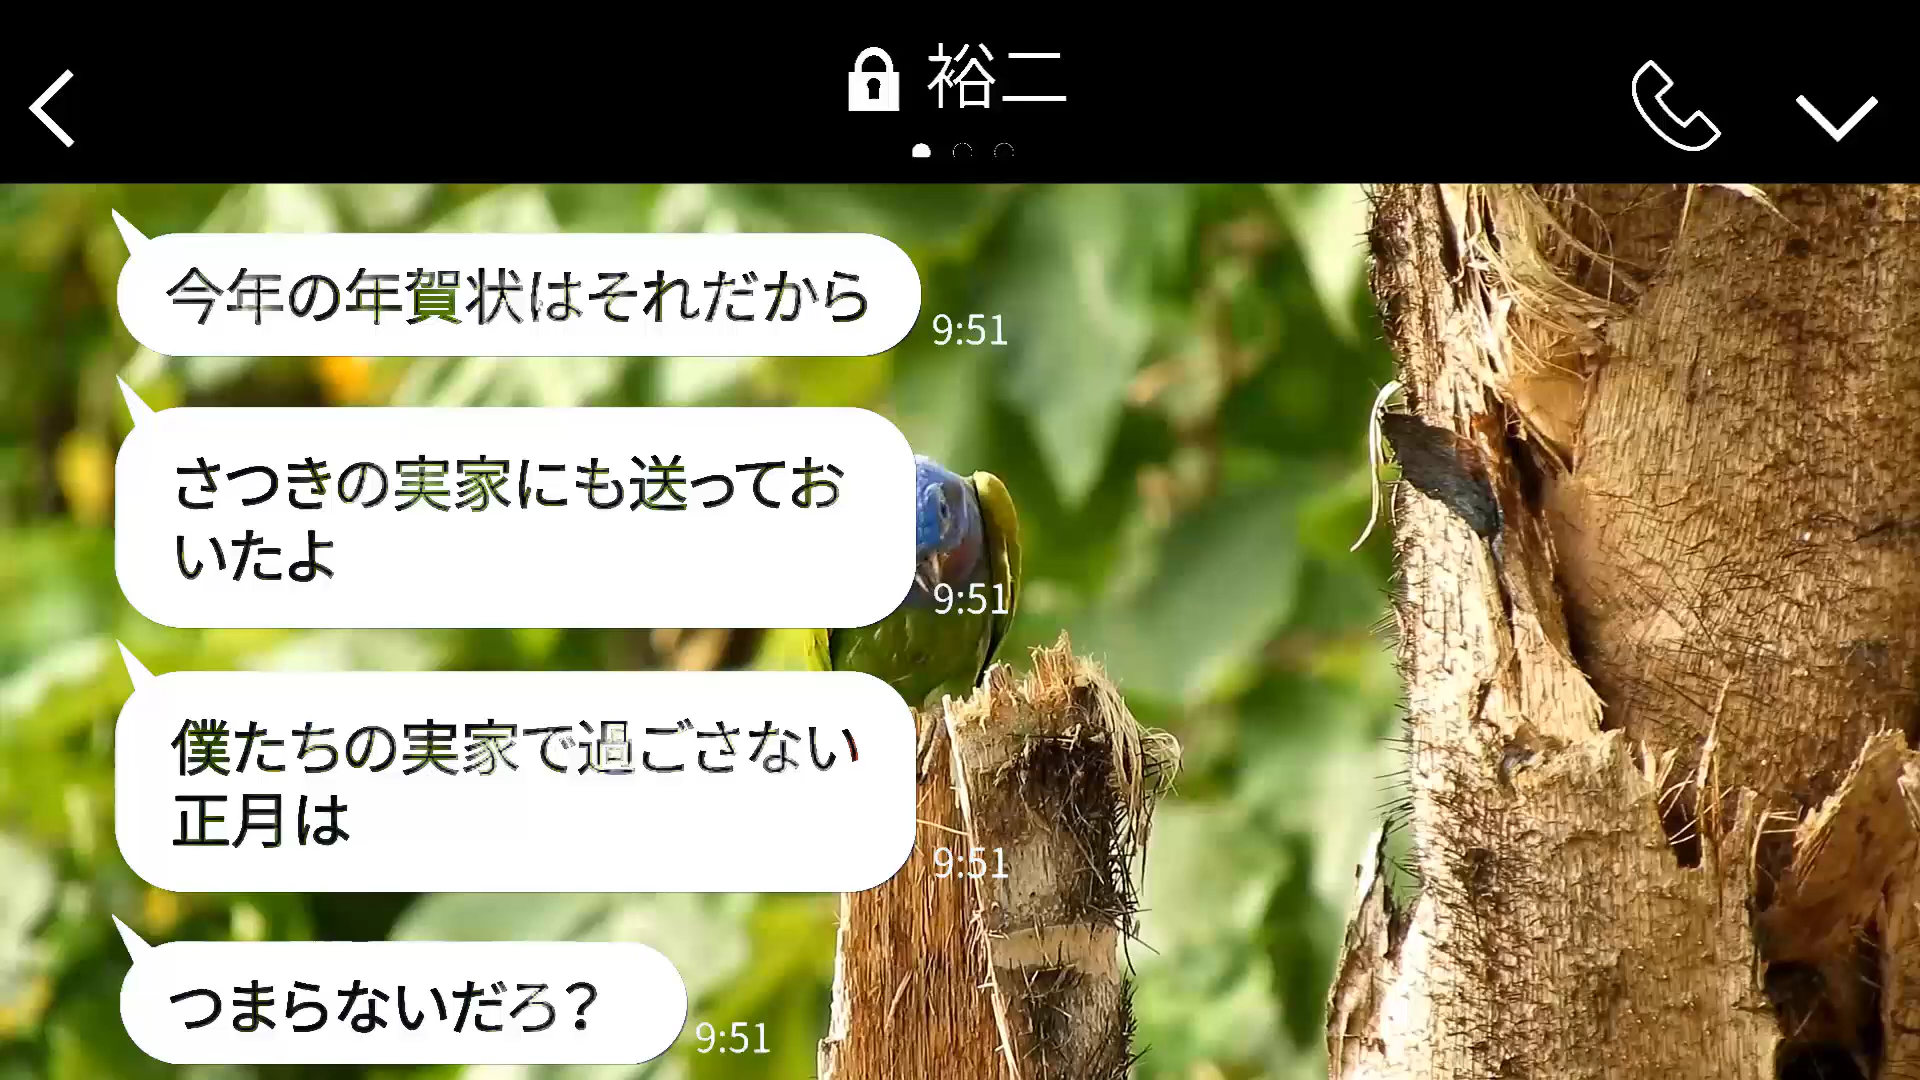 裕二
今年の年賀状はそれだから
9:51
さつきの実家にも送ってお
いたよ
9:51
僕たちの実家で過ごさない
正月は
9:51
つまらないだろ？
9:51